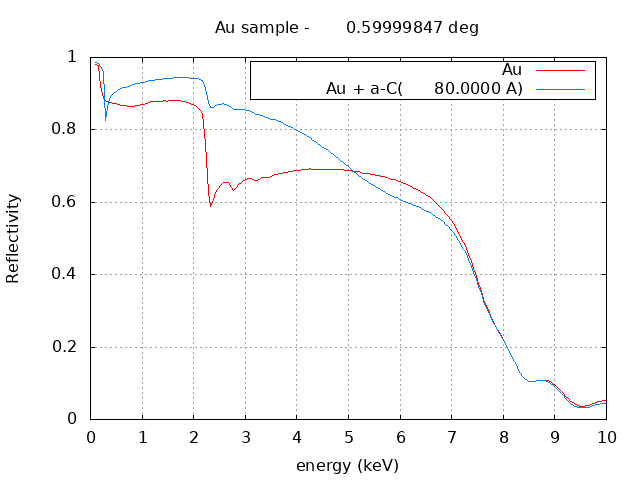 Au sample - 0.59999847 deg
Au
Au + a-C( 80.0000 A)
1
0.8
0.6
0.4
0.2
0
Reflectivity
0 1 2 3 4 5 6 7 8 9 10
energy (keV)